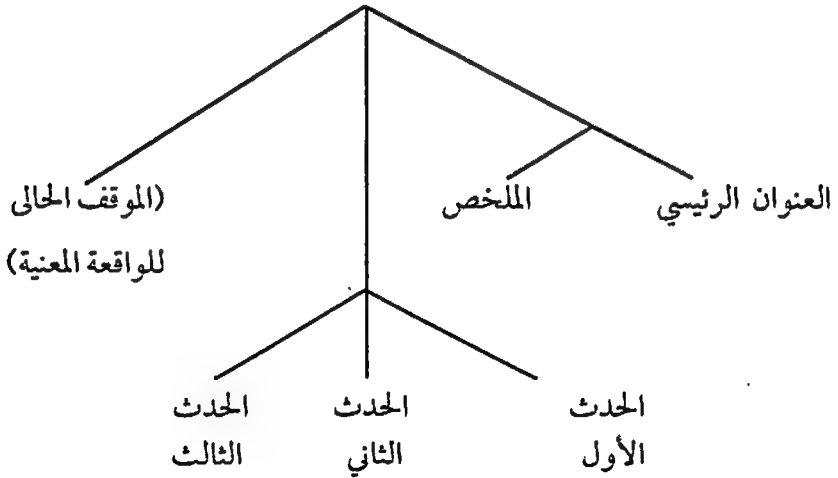 العنوان الرئيسي
الملخص
(الموقف الحالى
للواقعة المعنية)
الحدث
الأول
الحدث
الثاني
الحدث
الثالث